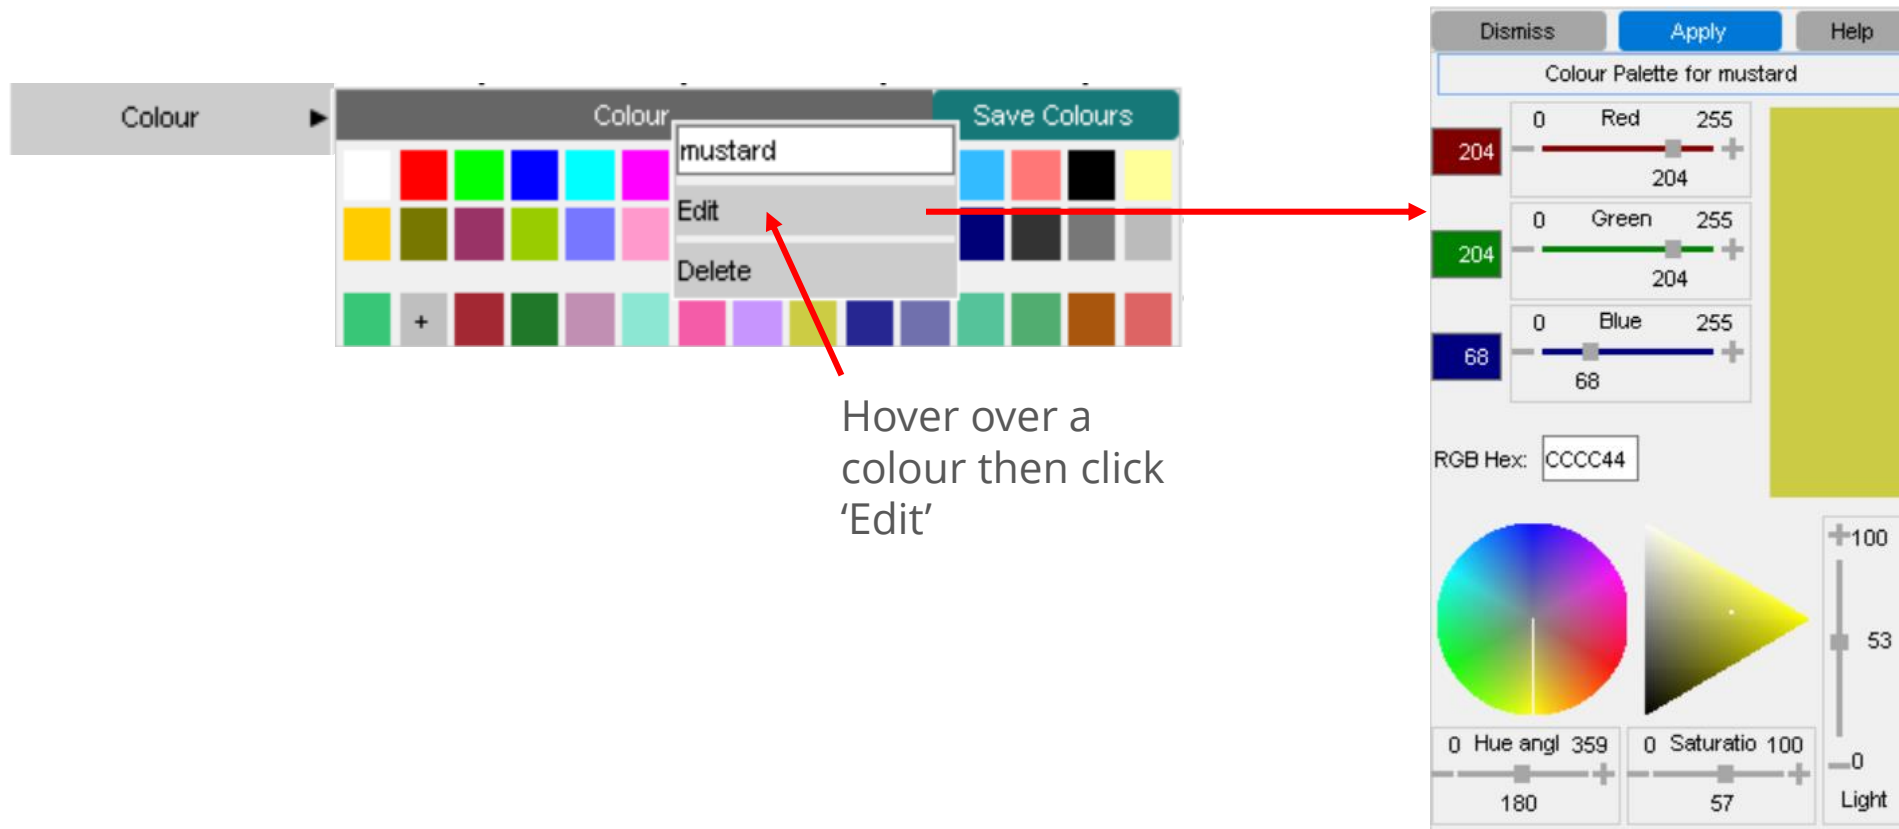 Colour
Colour
Save Colours
mustard
Edit
Delete
+
Hover over a
colour then click
‘Edit’
Dismiss
Apply
Help
Colour Palette for mustard
0 Red 255
204
204
0 Green 255
204
204
0 Blue 255
68
68
RGB Hex: CCCC44
100
53
0
Light
0 Hue angl 359
180
0 Saturatio 100
57